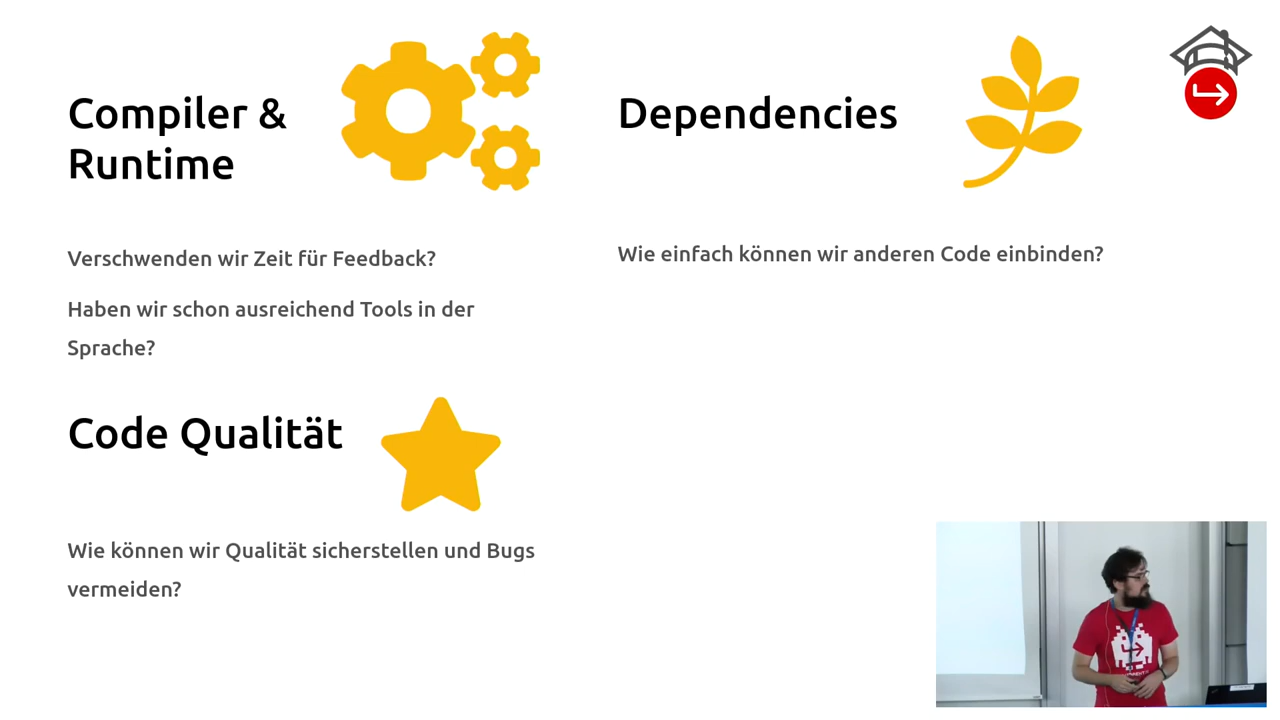 Compiler &
Runtime
Verschwenden wir Zeit für Feedback?
Haben wir schon ausreichend Tools in der
Sprache?
Dependencies
Wie einfach können wir anderen Code einbinden?
Code Qualität
Wie können wir Qualität sicherstellen und Bugs
vermeiden?